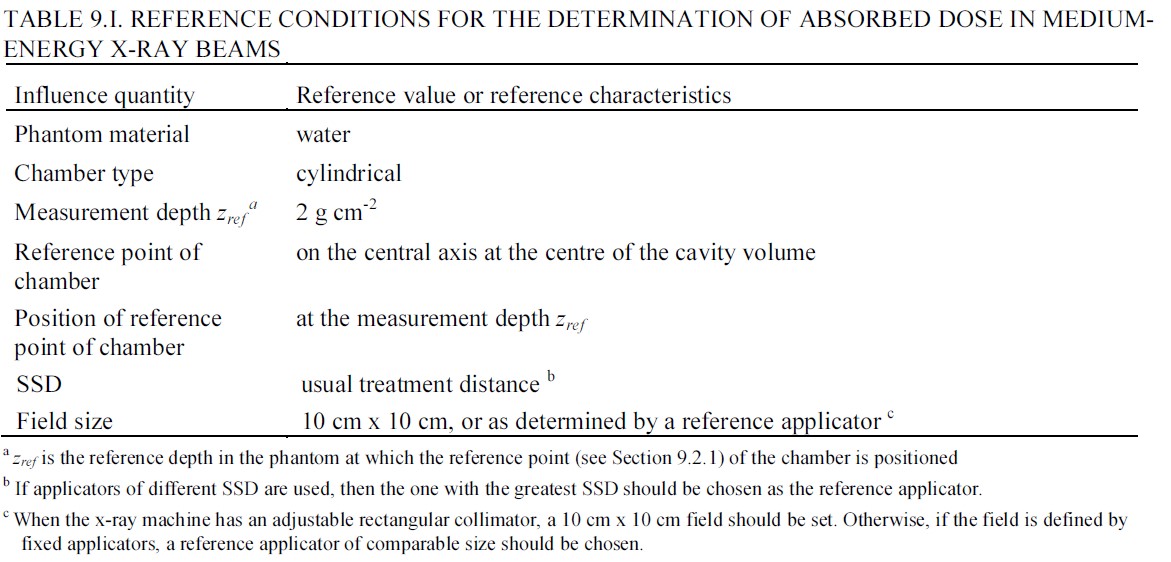 TABLE 9.I. REFERENCE CONDITIONS FOR THE DETERMINATION OF ABSORBED DOSE IN MEDIUM-
ENERGY X-RAY BEAMS
Influence quantity Reference value or reference characteristics
Phantom material water
Chamber type cylindrical
Measurement depth z_ref^a 2 g cm^-2
Reference point of on the central axis at the centre of the cavity volume
chamber
Position of reference at the measurement depth z_ref
point of chamber
SSD usual treatment distance ^b
Field size 10 cm x 10 cm, or as determined by a reference applicator ^c
^a z_ref is the reference depth in the phantom at which the reference point (see Section 9.2.1) of the chamber is positioned
^b If applicators of different SSD are used, then the one with the greatest SSD should be chosen as the reference applicator.
^c When the x-ray machine has an adjustable rectangular collimator, a 10 cm x 10 cm field should be set. Otherwise, if the field is defined by
fixed applicators, a reference applicator of comparable size should be chosen.